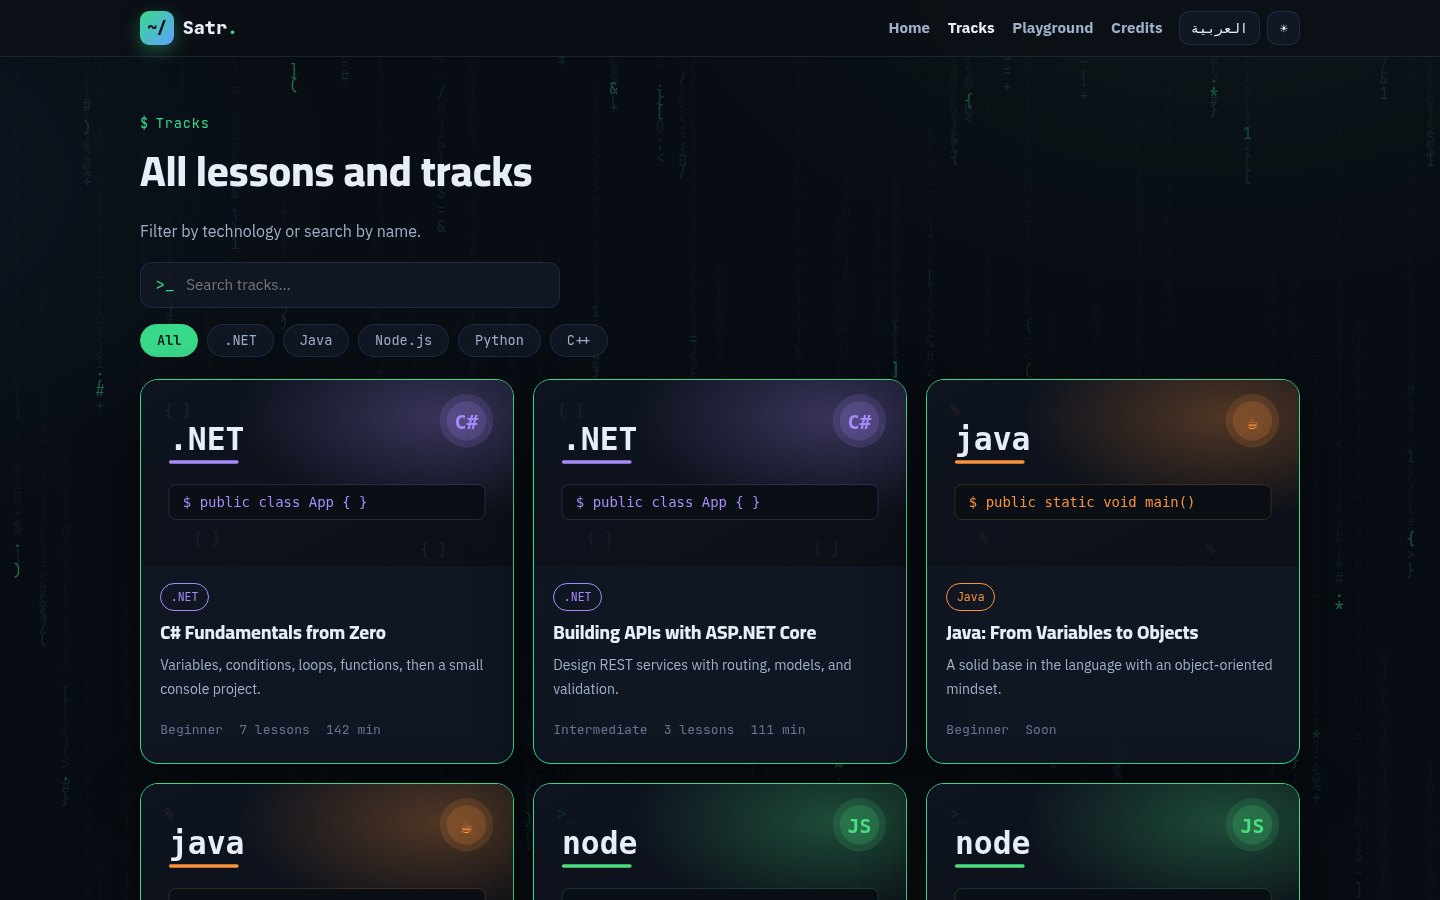 ~/ Satr.
Home Tracks Playground Credits العربية ☀
$ Tracks
All lessons and tracks
Filter by technology or search by name.
>_ Search tracks...
All .NET Java Node.js Python C++
.NET C#
$ public class App { }
.NET
C# Fundamentals from Zero
Variables, conditions, loops, functions, then a small
console project.
Beginner 7 lessons 142 min
.NET C#
$ public class App { }
.NET
Building APIs with ASP.NET Core
Design REST services with routing, models, and
validation.
Intermediate 3 lessons 111 min
java ☕
$ public static void main()
Java
Java: From Variables to Objects
A solid base in the language with an object-oriented
mindset.
Beginner Soon
java ☕
node JS
node JS